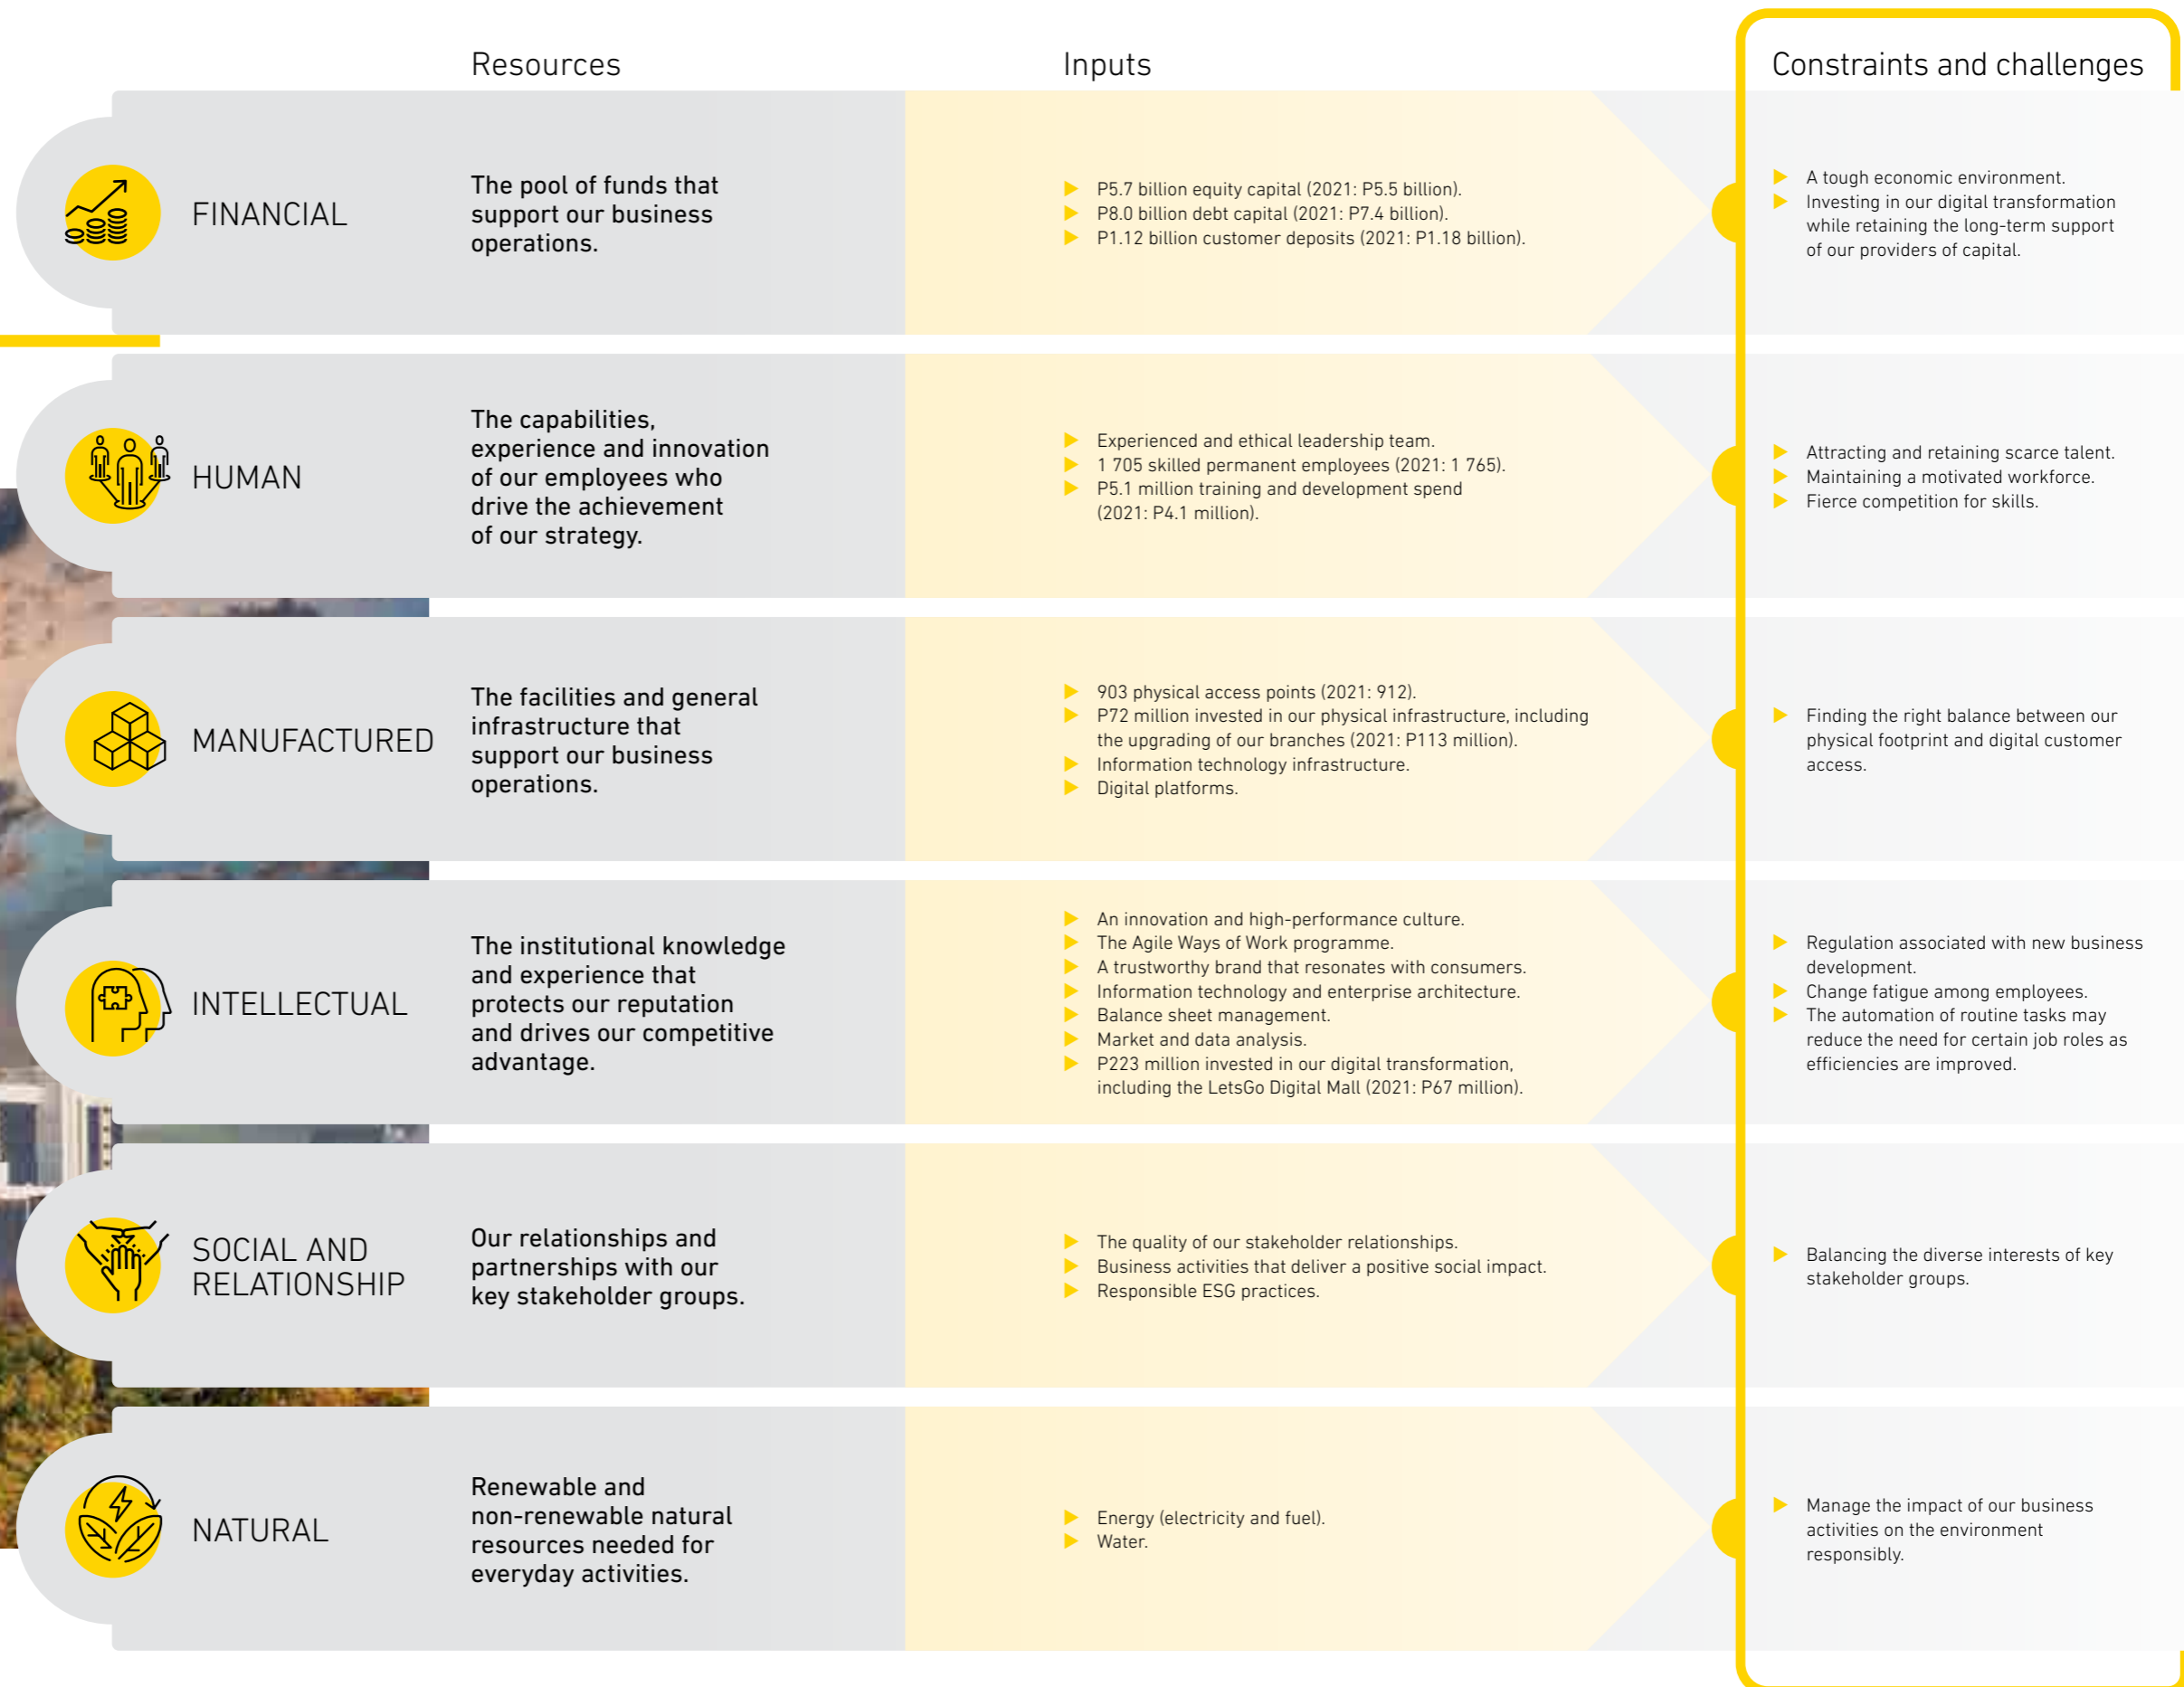 Resources
Inputs
Constraints and challenges
FINANCIAL
The pool of funds that
support our business
operations.
P5.7 billion equity capital (2021: P5.5 billion).
P8.0 billion debt capital (2021: P7.4 billion).
P1.12 billion customer deposits (2021: P1.18 billion).
A tough economic environment.
Investing in our digital transformation
while retaining the long-term support
of our providers of capital.
HUMAN
The capabilities,
experience and innovation
of our employees who
drive the achievement
of our strategy.
Experienced and ethical leadership team.
1 705 skilled permanent employees (2021: 1 765).
P5.1 million training and development spend
(2021: P4.1 million).
Attracting and retaining scarce talent.
Maintaining a motivated workforce.
Fierce competition for skills.
MANUFACTURED
The facilities and general
infrastructure that
support our business
operations.
903 physical access points (2021: 912).
P72 million invested in our physical infrastructure, including
the upgrading of our branches (2021: P113 million).
Information technology infrastructure.
Digital platforms.
Finding the right balance between our
physical footprint and digital customer
access.
INTELLECTUAL
The institutional knowledge
and experience that
protects our reputation
and drives our competitive
advantage.
An innovation and high-performance culture.
The Agile Ways of Work programme.
A trustworthy brand that resonates with consumers.
Information technology and enterprise architecture.
Balance sheet management.
Market and data analysis.
P223 million invested in our digital transformation,
including the LetsGo Digital Mall (2021: P67 million).
Regulation associated with new business
development.
Change fatigue among employees.
The automation of routine tasks may
reduce the need for certain job roles as
efficiencies are improved.
SOCIAL AND
RELATIONSHIP
Our relationships and
partnerships with our
key stakeholder groups.
The quality of our stakeholder relationships.
Business activities that deliver a positive social impact.
Responsible ESG practices.
Balancing the diverse interests of key
stakeholder groups.
NATURAL
Renewable and
non-renewable natural
resources needed for
everyday activities.
Energy (electricity and fuel).
Water.
Manage the impact of our business
activities on the environment
responsibly.